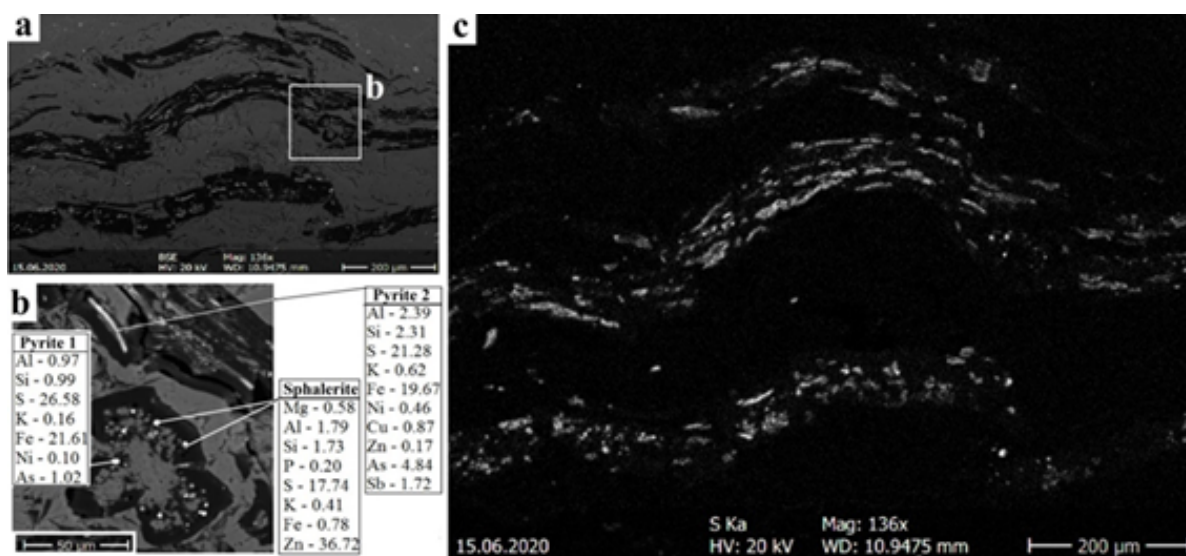 a
b
BSE Mag: 136x
15.06.2020 HV: 20 kV WD: 10.9475 mm 200 µm
b
Pyrite 1
Al - 0.97
Si - 0.99
S - 26.58
K - 0.16
Fe - 21.61
Ni - 0.10
As - 1.02
50 µm
Sphalerite
Mg - 0.58
Al - 1.79
Si - 1.73
P - 0.20
S - 17.74
K - 0.41
Fe - 0.78
Zn - 36.72
Pyrite 2
Al - 2.39
Si - 2.31
S - 21.28
K - 0.62
Fe - 19.67
Ni - 0.46
Cu - 0.87
Zn - 0.17
As - 4.84
Sb - 1.72
c
S Ka Mag: 136x
15.06.2020 HV: 20 kV WD: 10.9475 mm 200 µm